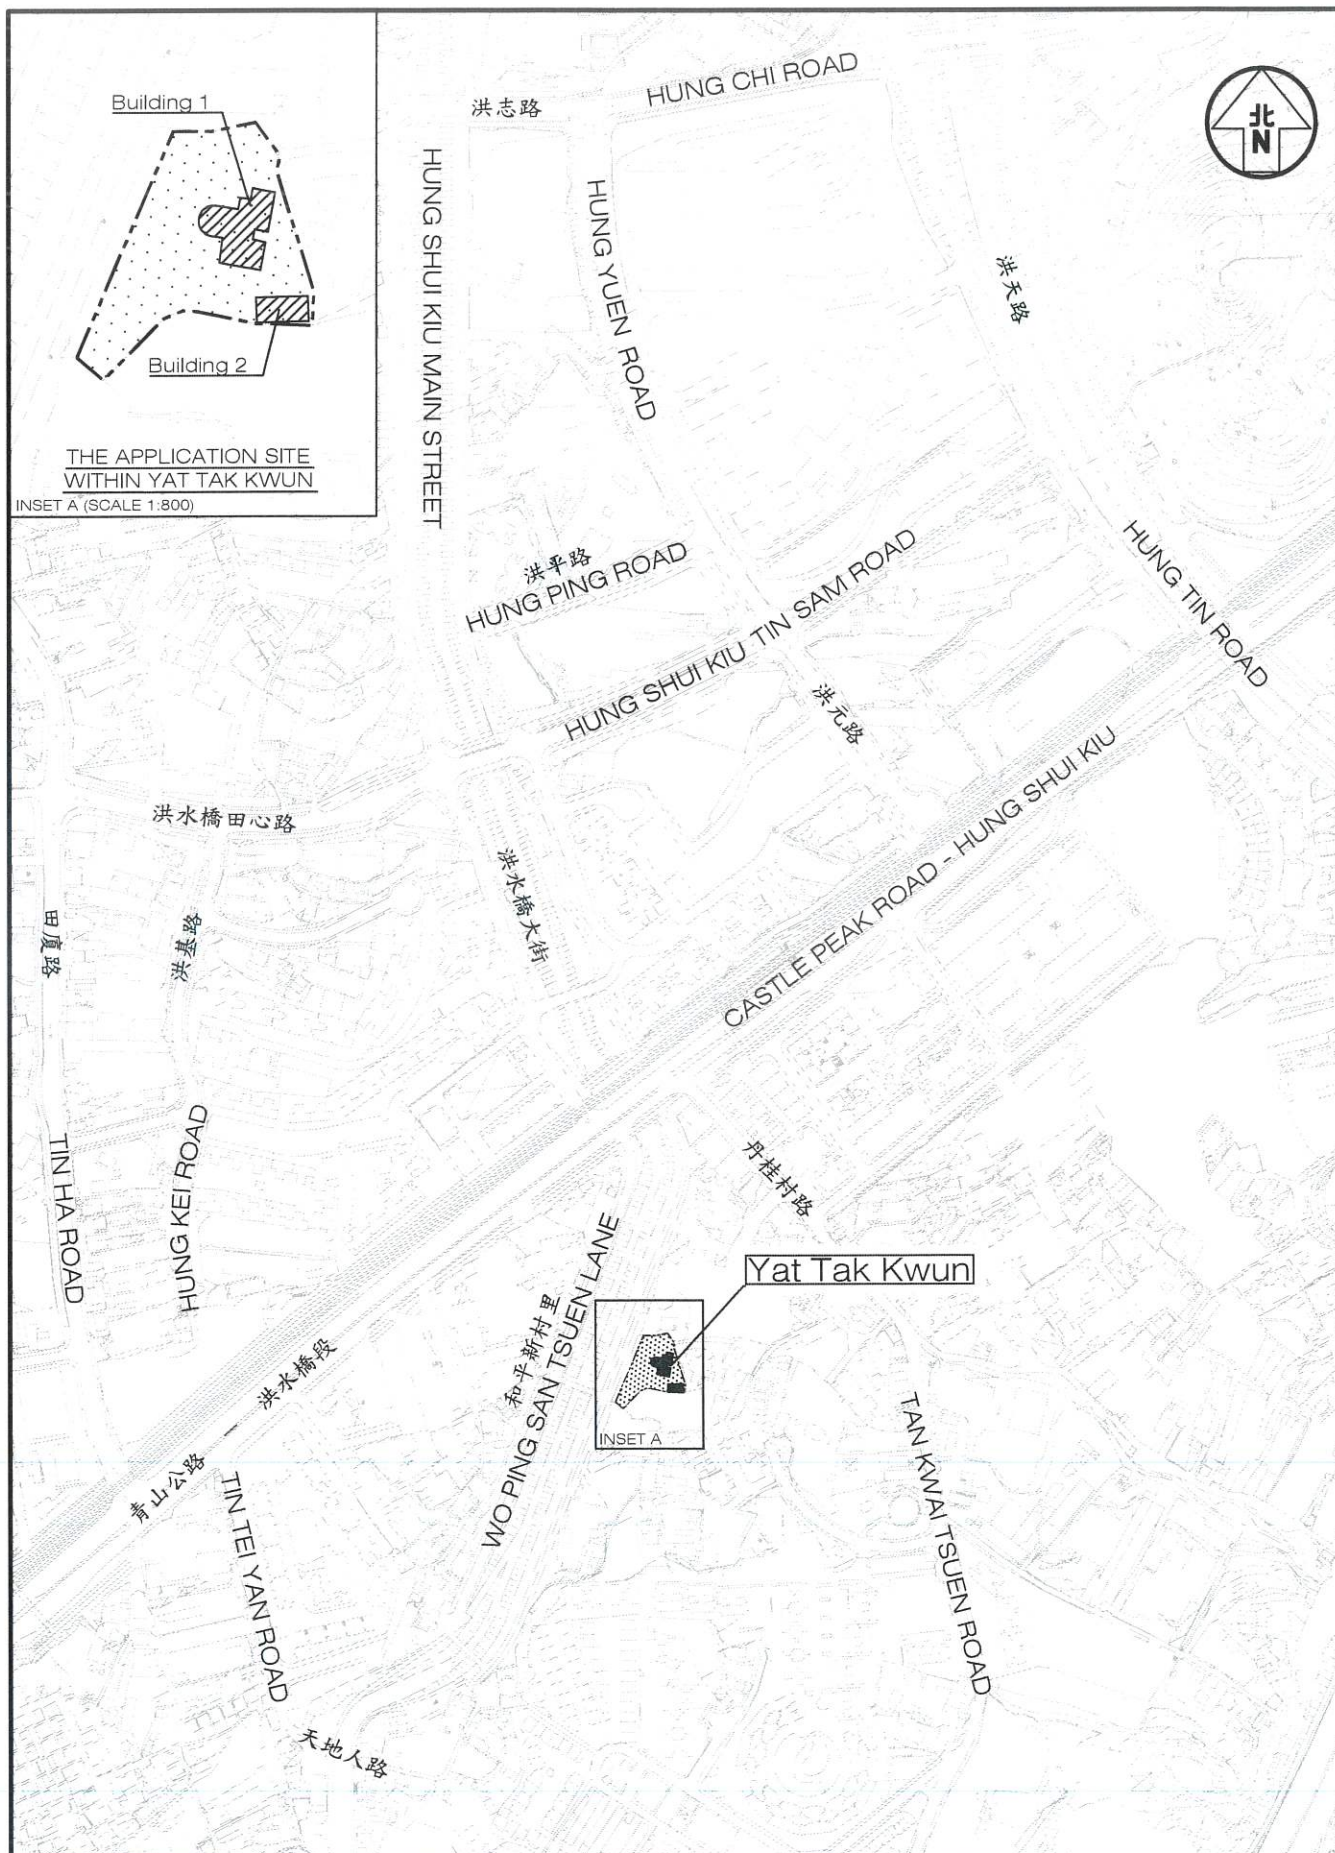 Building 1
Building 2
THE APPLICATION SITE
WITHIN YAT TAK KWUN
INSET A (SCALE 1:800)
洪志路
HUNG CHI ROAD
北
N
HUNG SHUI KIU MAIN STREET
HUNG YUEN ROAD
洪天路
洪平路
HUNG PING ROAD
HUNG SHUI KIU TIN SAM ROAD
HUNG TIN ROAD
洪元路
洪水橋田心路
洪水橋大街
CASTLE PEAK ROAD - HUNG SHUI KIU
田廈路
洪基路
TIN HA ROAD
HUNG KEI ROAD
丹桂村路
Yat Tak Kwun
和平新村里
WO PING SAN TSUEN LANE
INSET A
青山公路 — 洪水橋段
TIN TEI YAN ROAD
TAN KWAI TSUEN ROAD
天地人路